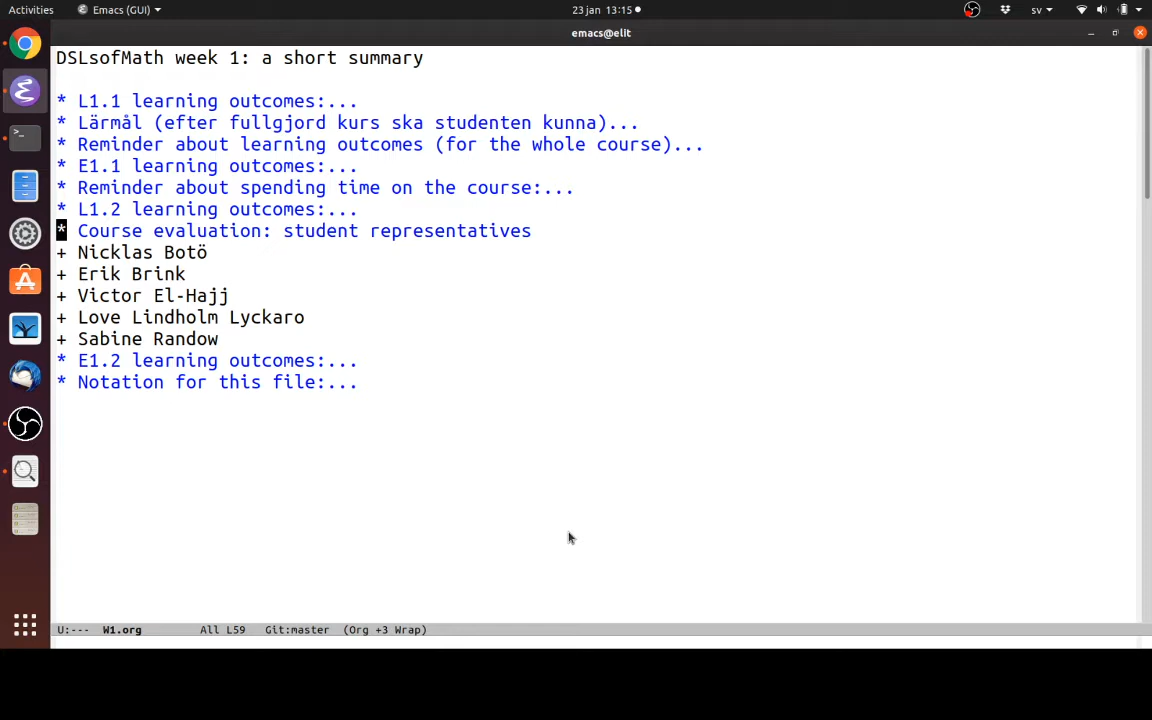 Activities Emacs (GUI) 23 jan 13:15 sv
emacs@elit
DSLsofMath week 1: a short summary
* L1.1 learning outcomes:...
* Lärmål (efter fullgjord kurs ska studenten kunna)...
* Reminder about learning outcomes (for the whole course)...
* E1.1 learning outcomes:...
* Reminder about spending time on the course:...
* L1.2 learning outcomes:...
* Course evaluation: student representatives
+ Nicklas Botö
+ Erik Brink
+ Victor El-Hajj
+ Love Lindholm Lyckaro
+ Sabine Randow
* E1.2 learning outcomes:...
* Notation for this file:...
U:--- W1.org All L59 Git:master (Org +3 Wrap)